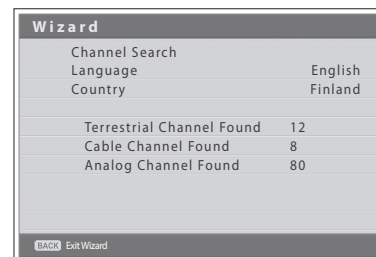 Wizard
Channel Search
Language English
Country Finland
Terrestrial Channel Found 12
Cable Channel Found 8
Analog Channel Found 80
BACK Exit Wizard